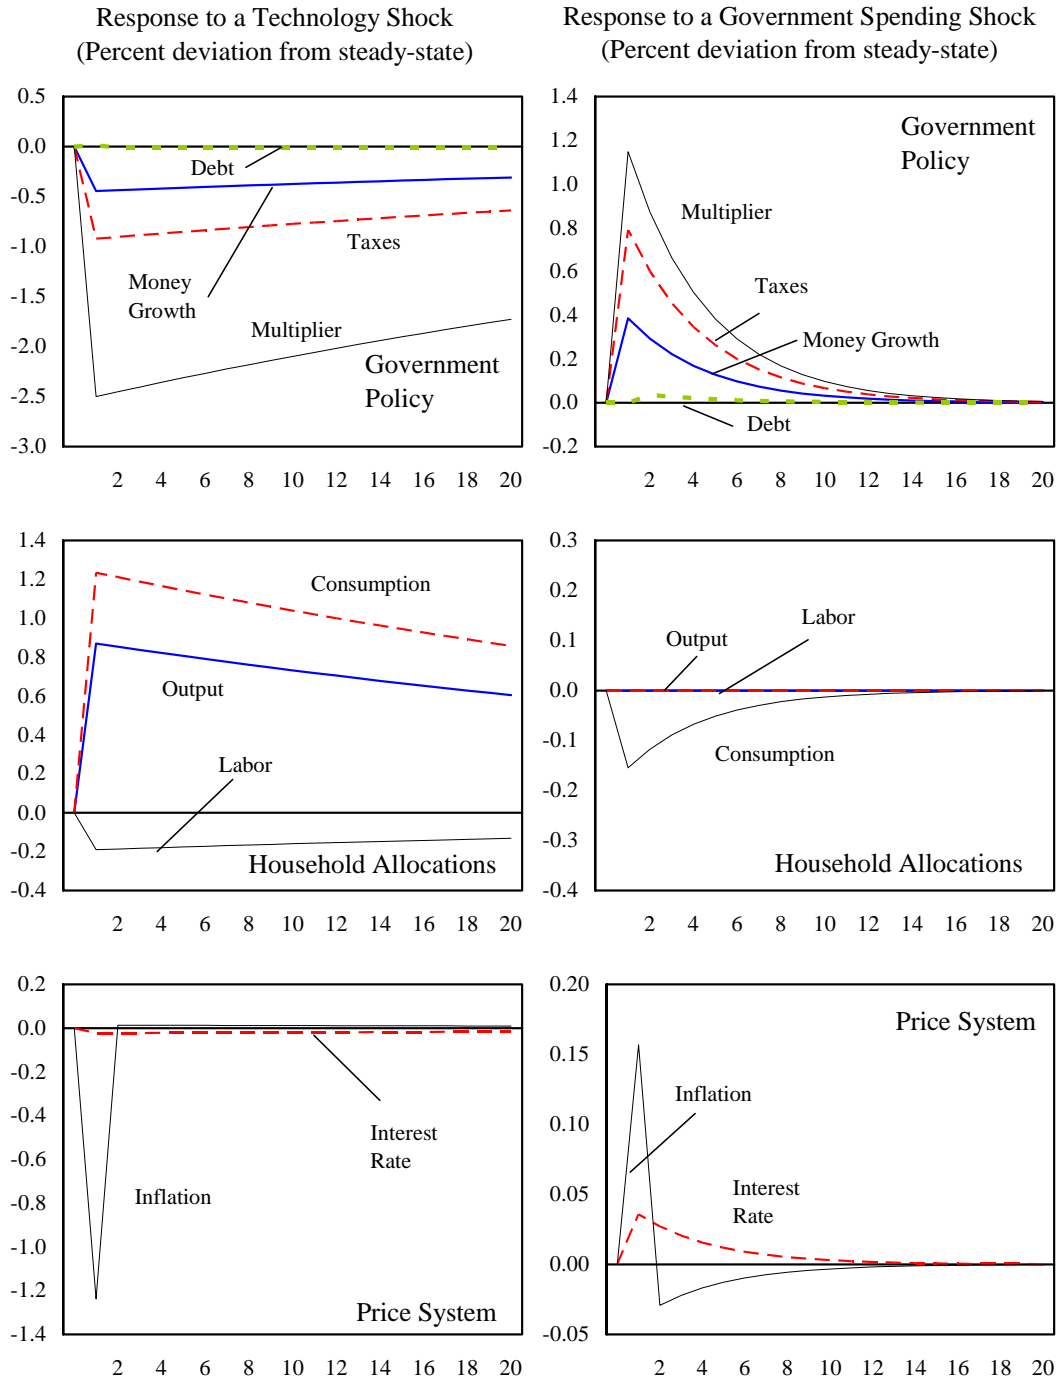 Response to a Technology Shock
(Percent deviation from steady-state)
Response to a Government Spending Shock
(Percent deviation from steady-state)
0.5
0.0
-0.5
-1.0
-1.5
-2.0
-2.5
-3.0
Debt
Taxes
Money
Growth
Multiplier
Government
Policy
2 4 6 8 10 12 14 16 18 20
1.4
1.2
1.0
0.8
0.6
0.4
0.2
0.0
-0.2
Government
Policy
Multiplier
Taxes
Money Growth
Debt
2 4 6 8 10 12 14 16 18 20
1.4
1.2
1.0
0.8
0.6
0.4
0.2
0.0
-0.2
-0.4
Consumption
Output
Labor
Household Allocations
2 4 6 8 10 12 14 16 18 20
0.3
0.2
0.1
0.0
-0.1
-0.2
-0.3
-0.4
Labor
Output
Consumption
Household Allocations
2 4 6 8 10 12 14 16 18 20
0.2
0.0
-0.2
-0.4
-0.6
-0.8
-1.0
-1.2
-1.4
Interest
Rate
Inflation
Price System
2 4 6 8 10 12 14 16 18 20
0.20
0.15
0.10
0.05
0.00
-0.05
Price System
Inflation
Interest
Rate
2 4 6 8 10 12 14 16 18 20